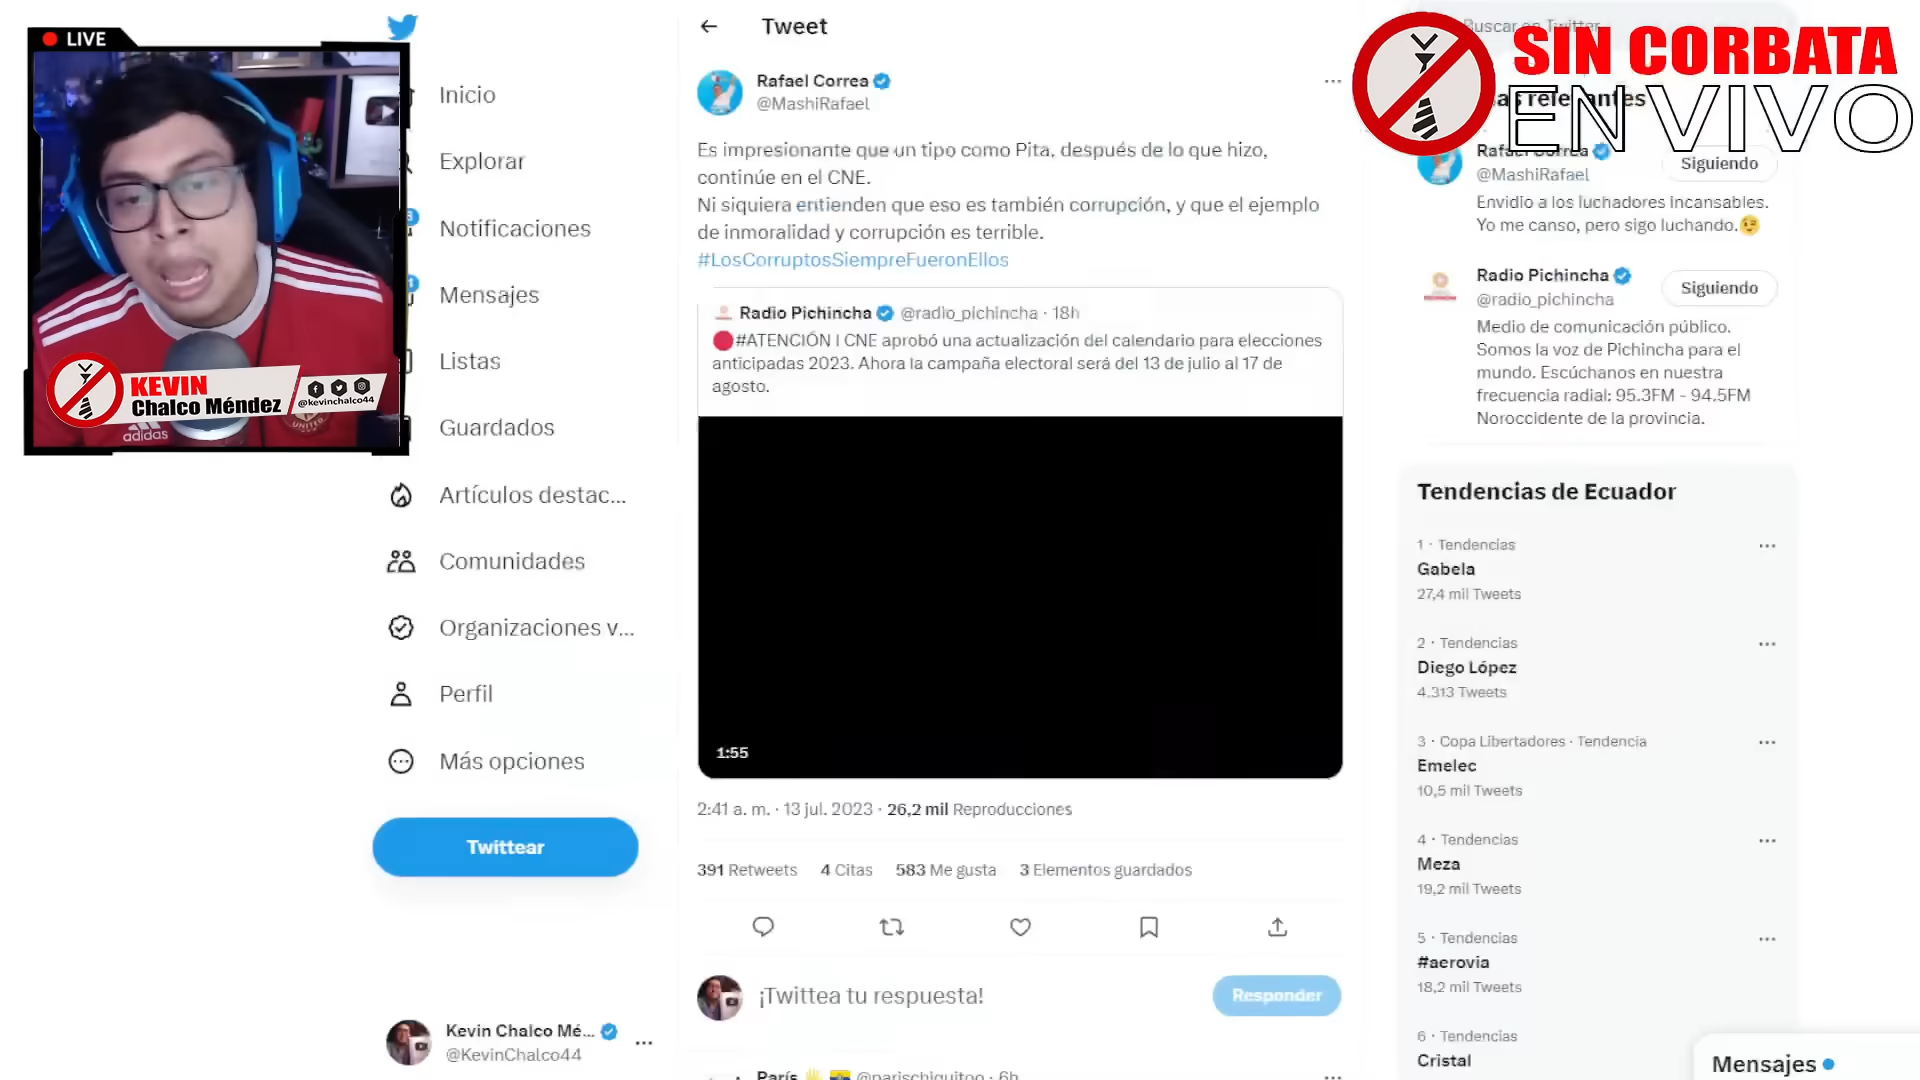 LIVE
KEVIN
Chalco Méndez
@kevinchalco44
adidas
UNITED
Inicio
Explorar
Notificaciones
Mensajes
Listas
Guardados
Artículos destac...
Comunidades
Organizaciones v...
Perfil
Más opciones
Twittear
Kevin Chalco Mé...
@KevinChalco44
Tweet
Rafael Correa
@MashiRafael
Es impresionante que un tipo como Pita, después de lo que hizo,
continúe en el CNE.
Ni siquiera entienden que eso es también corrupción, y que el ejemplo
de inmoralidad y corrupción es terrible.
#LosCorruptosSiempreFueronEllos
Radio Pichincha @radio_pichincha · 18h
#ATENCIÓN | CNE aprobó una actualización del calendario para elecciones
anticipadas 2023. Ahora la campaña electoral será del 13 de julio al 17 de
agosto.
1:55
2:41 a. m. · 13 jul. 2023 · 26,2 mil Reproducciones
391 Retweets 4 Citas 583 Me gusta 3 Elementos guardados
¡Twittea tu respuesta!
Responder
París @parischiquitoo · 6h
Buscar en Twitter
SIN CORBATA
EN VIVO
relevantes
Rafael Correa
@MashiRafael
Siguiendo
Envidio a los luchadores incansables.
Yo me canso, pero sigo luchando.
Radio Pichincha
@radio_pichincha
Siguiendo
Medio de comunicación público.
Somos la voz de Pichincha para el
mundo. Escúchanos en nuestra
frecuencia radial: 95.3FM - 94.5FM
Noroccidente de la provincia.
Tendencias de Ecuador
1 · Tendencias
Gabela
27,4 mil Tweets
2 · Tendencias
Diego López
4.313 Tweets
3 · Copa Libertadores · Tendencia
Emelec
10,5 mil Tweets
4 · Tendencias
Meza
19,2 mil Tweets
5 · Tendencias
#aerovia
18,2 mil Tweets
6 · Tendencias
Cristal
Mensajes